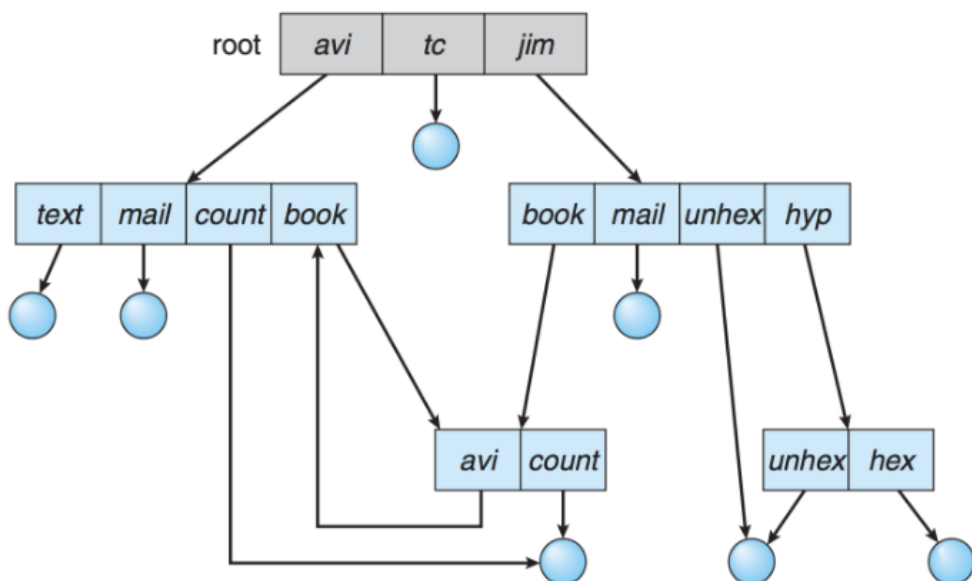 root avi tc jim
text mail count book book mail unhex hyp
avi count unhex hex